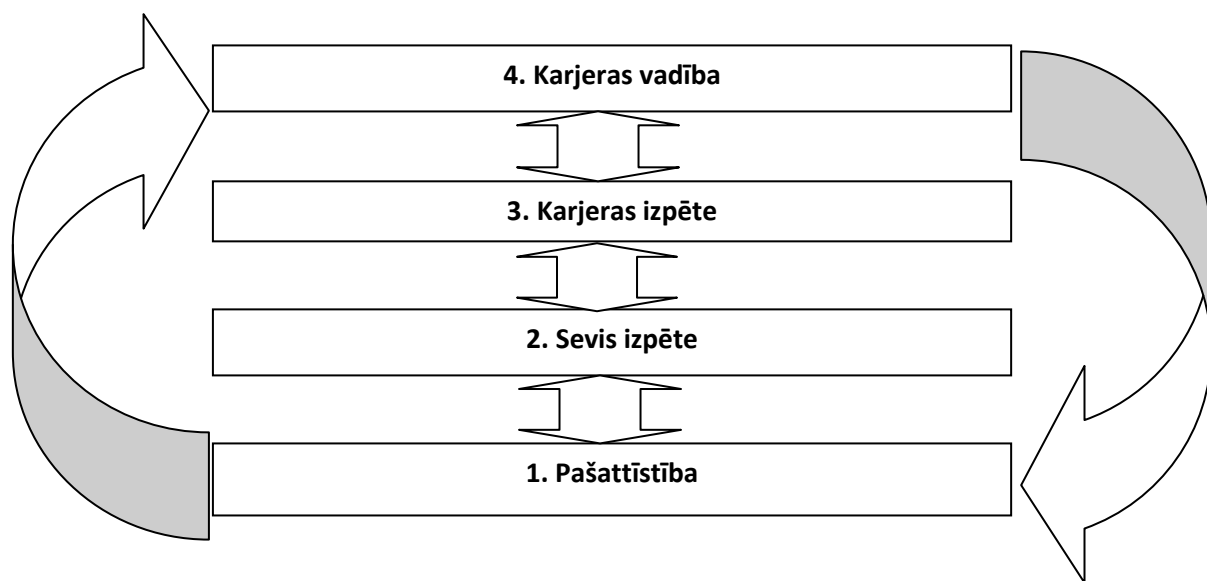 4. Karjeras vadība
3. Karjeras izpēte
2. Sevis izpēte
1. Pašattīstība